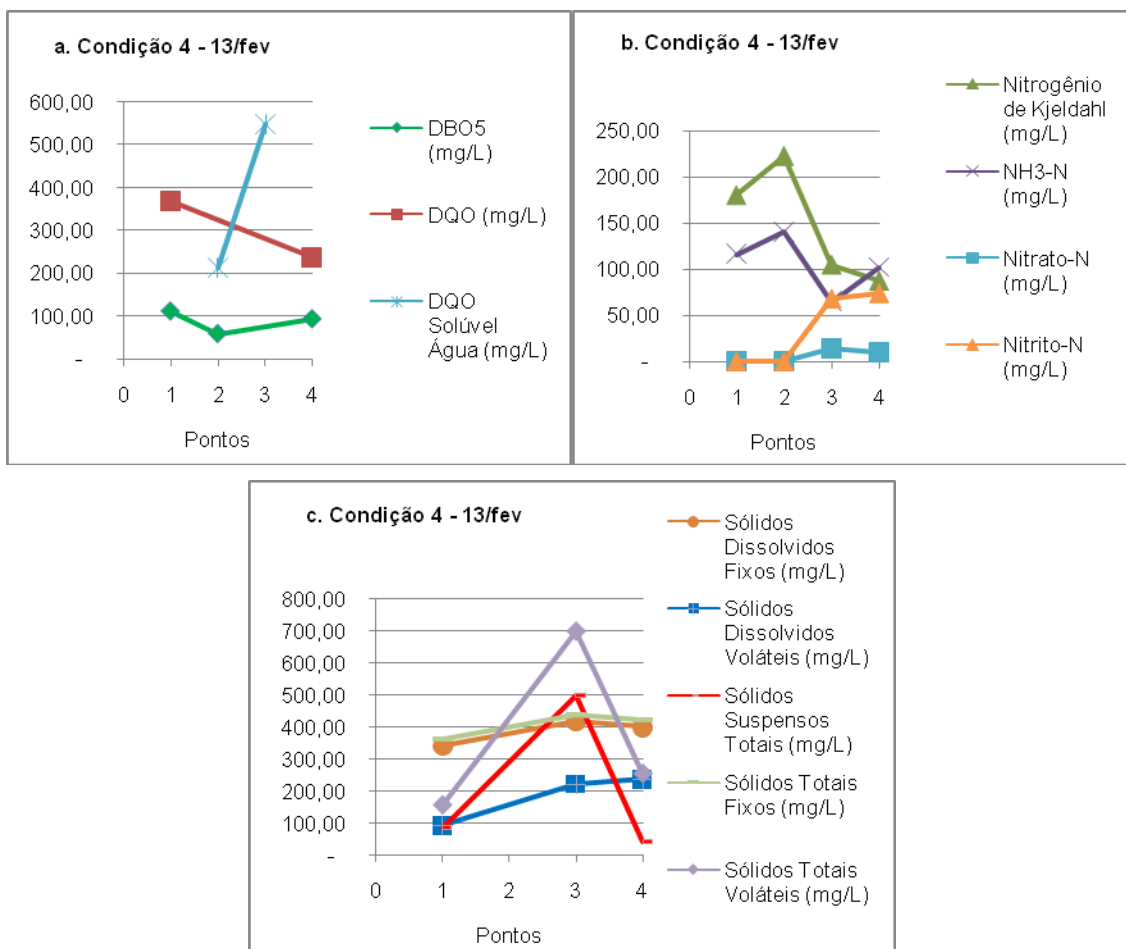 a. Condição 4 - 13/fev
600,00
500,00
400,00
300,00
200,00
100,00
-
0 1 2 3 4
Pontos
DBO5
(mg/L)
DQO (mg/L)
DQO
Solúvel
Água (mg/L)
b. Condição 4 - 13/fev
250,00
200,00
150,00
100,00
50,00
-
0 1 2 3 4
Pontos
Nitrogênio
de Kjeldahl
(mg/L)
NH3-N
(mg/L)
Nitrato-N
(mg/L)
Nitrito-N
(mg/L)
c. Condição 4 - 13/fev
800,00
700,00
600,00
500,00
400,00
300,00
200,00
100,00
-
0 1 2 3 4
Pontos
Sólidos
Dissolvidos
Fixos (mg/L)
Sólidos
Dissolvidos
Voláteis (mg/L)
Sólidos
Suspensos
Totais (mg/L)
Sólidos Totais
Fixos (mg/L)
Sólidos Totais
Voláteis (mg/L)